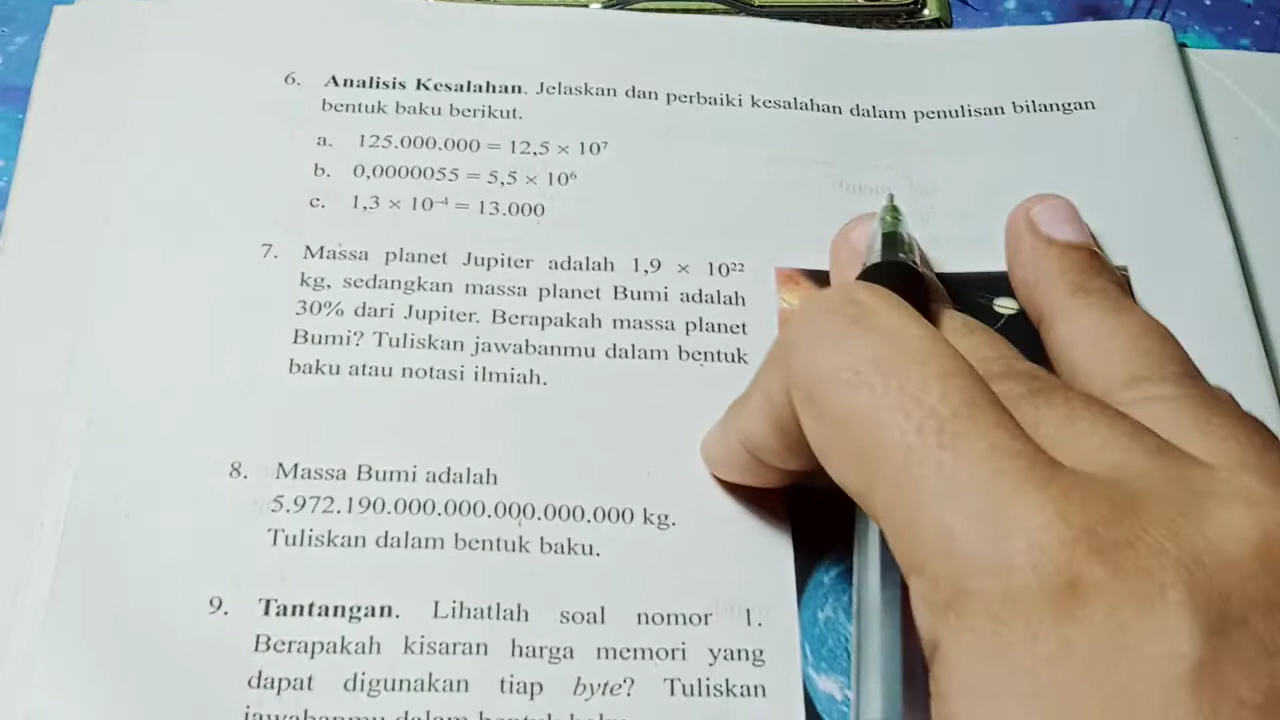 6. Analisis Kesalahan. Jelaskan dan perbaiki kesalahan dalam penulisan bilangan
bentuk baku berikut.
a. 125.000.000 = 12,5 × 10⁷
b. 0,0000055 = 5,5 × 10⁶
c. 1,3 × 10⁻⁴ = 13.000
7. Massa planet Jupiter adalah 1,9 × 10²²
kg, sedangkan massa planet Bumi adalah
30% dari Jupiter. Berapakah massa planet
Bumi? Tuliskan jawabanmu dalam bentuk
baku atau notasi ilmiah.
8. Massa Bumi adalah
5.972.190.000.000.000.000.000 kg.
Tuliskan dalam bentuk baku.
9. Tantangan. Lihatlah soal nomor 1.
Berapakah kisaran harga memori yang
dapat digunakan tiap byte? Tuliskan